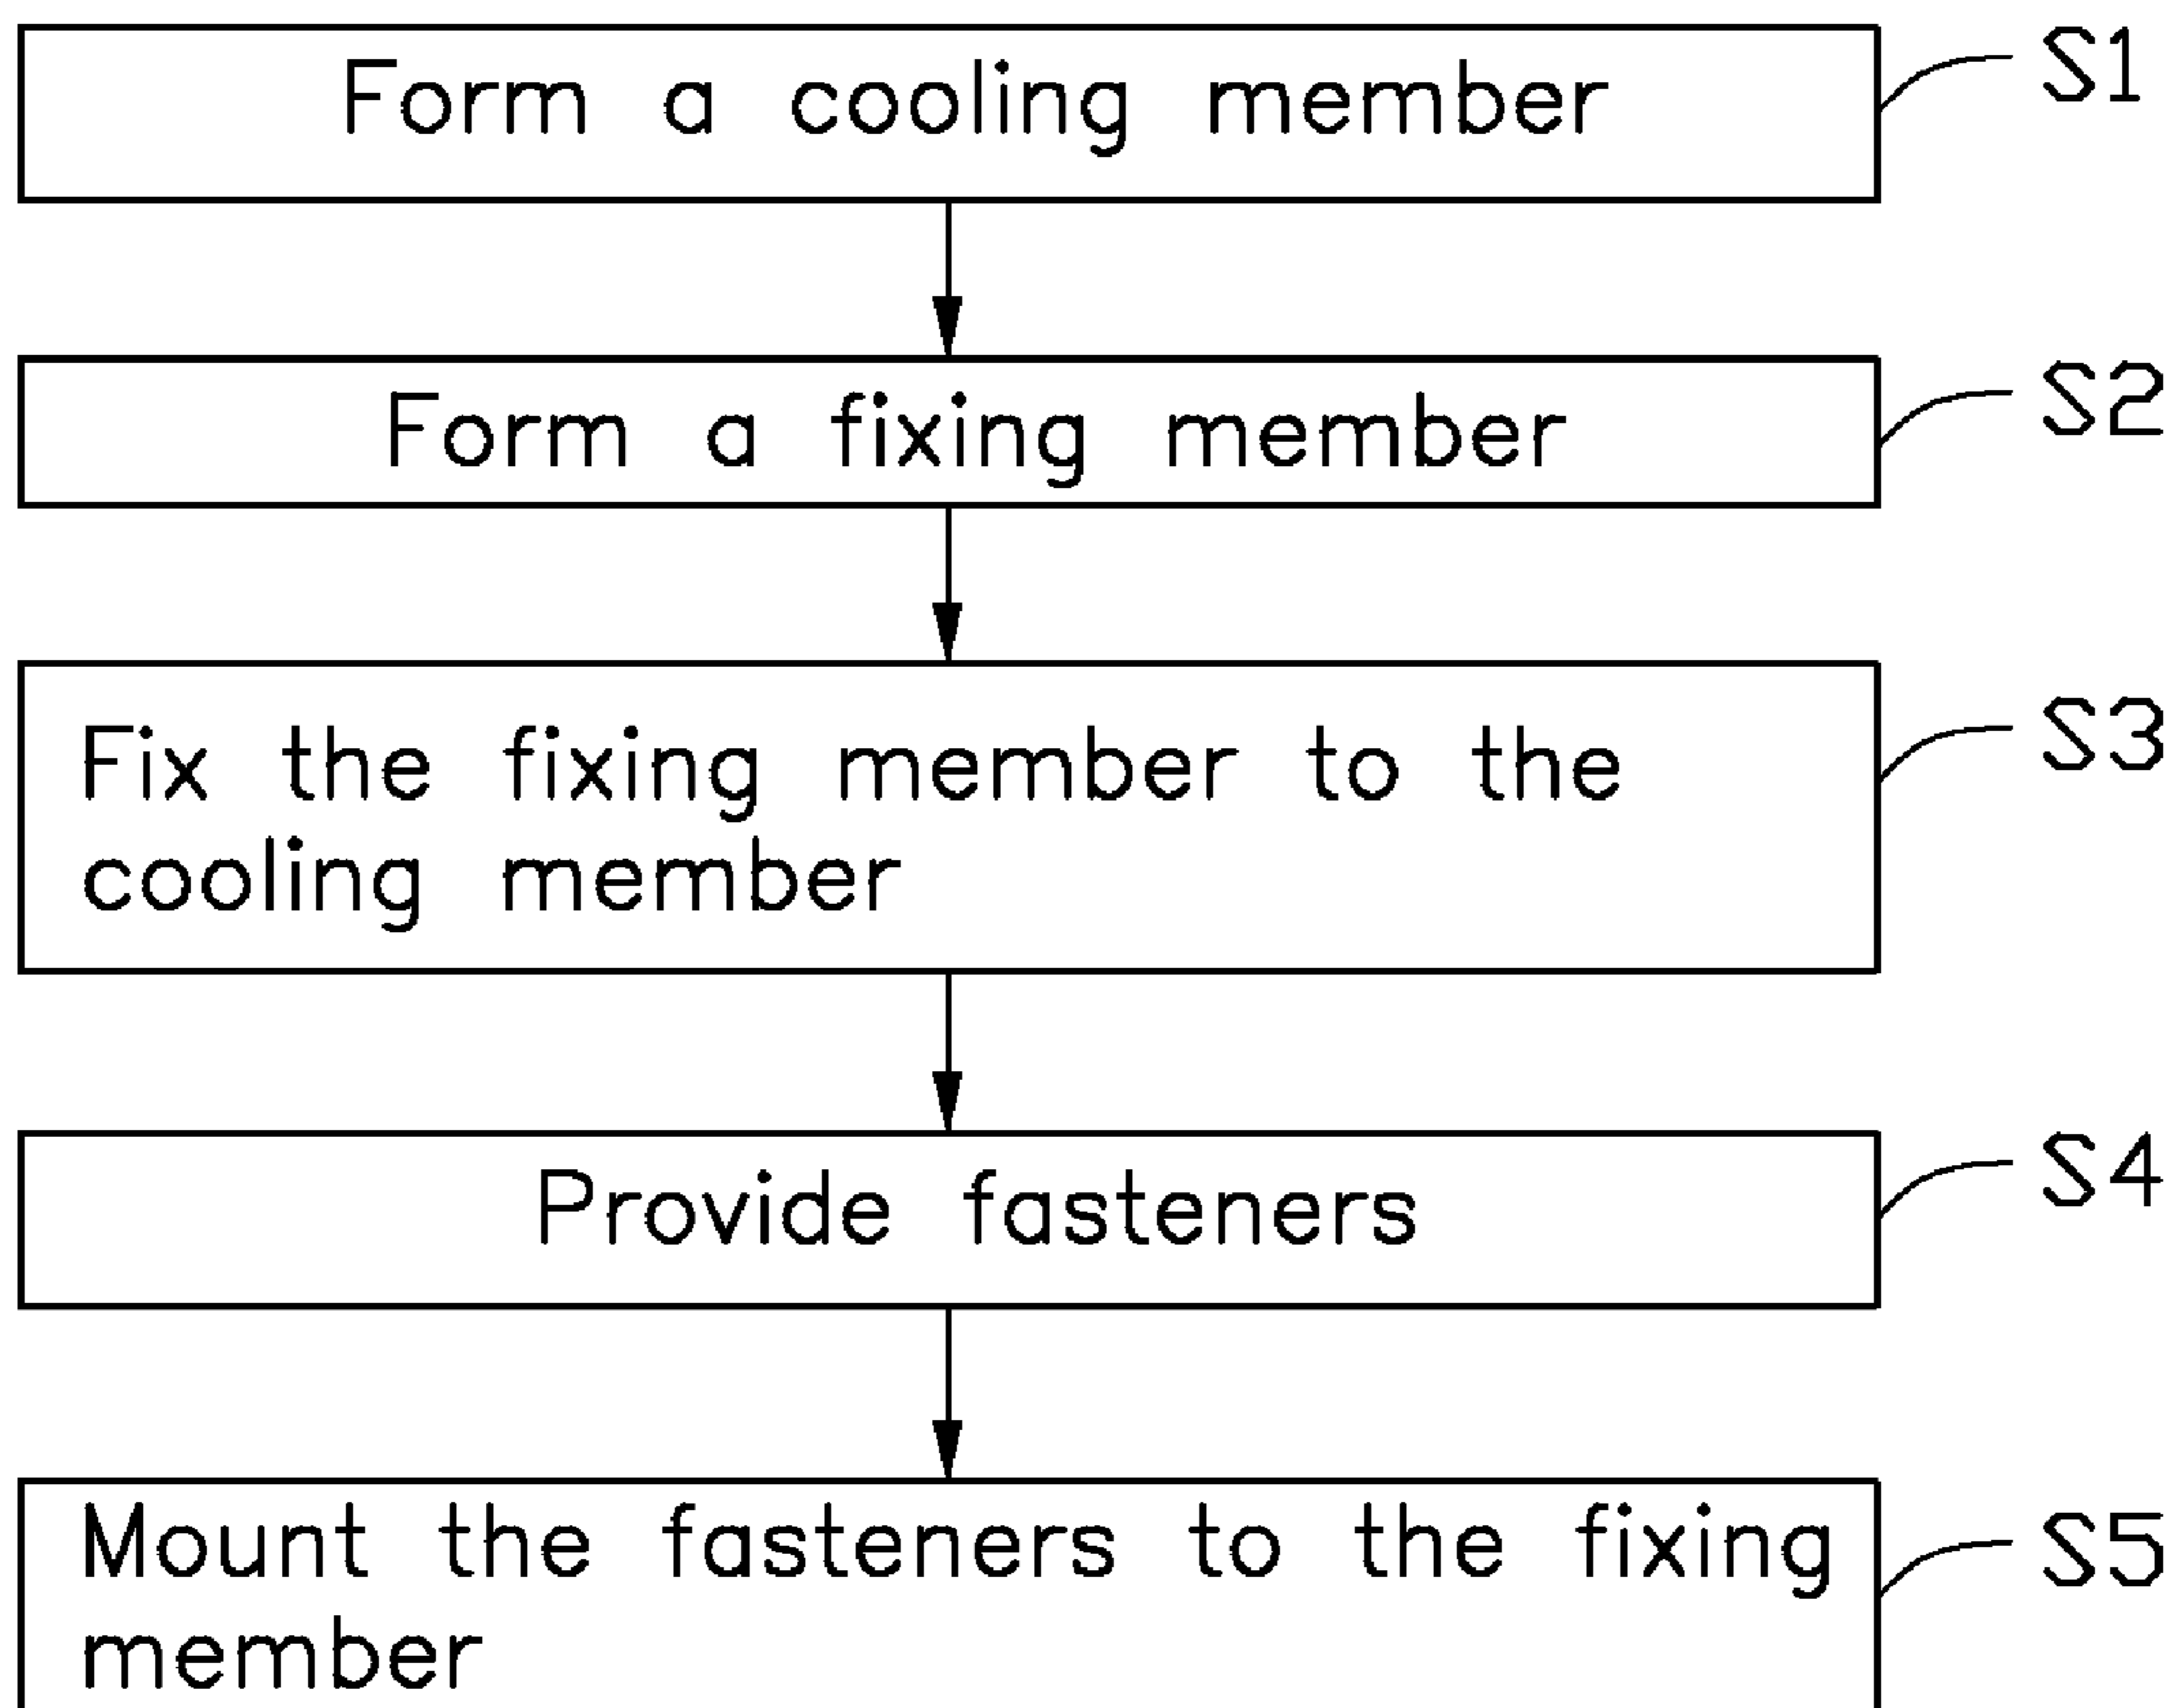 Form a cooling member
S1
Form a fixing member
S2
Fix the fixing member to the
cooling member
S3
Provide fasteners
S4
Mount the fasteners to the fixing
member
S5